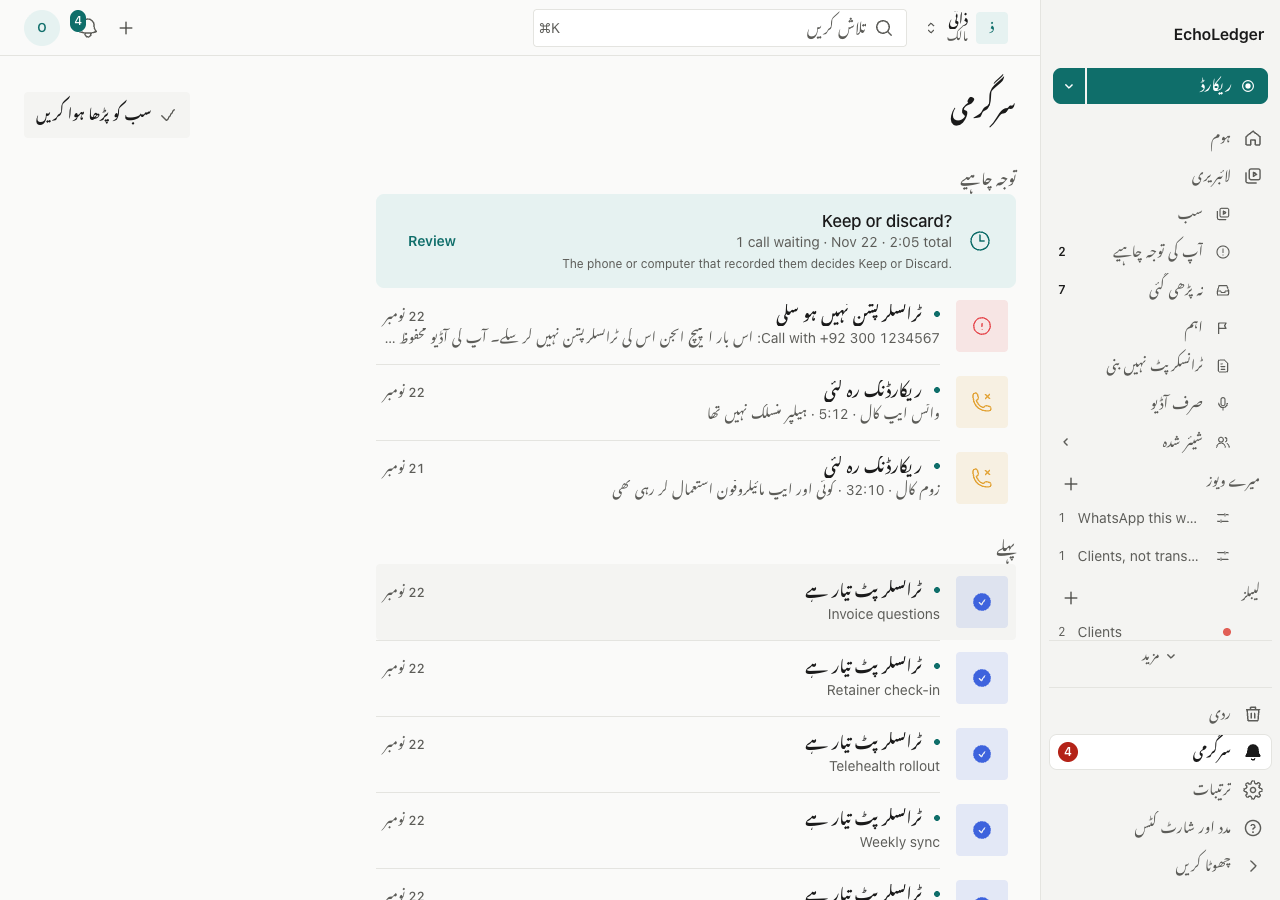 EchoLedger
ریکارڈ
ہوم
لائبریری
سب
آپ کی توجہ چاہیے 2
نہ پڑھی گئی 7
اہم
ٹرانسکرپٹ نہیں بنی
صرف آڈیو
شیئر شدہ
میرے ویوز
WhatsApp this w... 1
Clients, not trans... 1
لیبلز
Clients 2
مزید
ردی
سرگرمی 4
ترتیبات
مدد اور شارٹ کٹس
چھوٹا کریں
ذ
ذاتی
مالک
تلاش کریں ⌘K
4
O
سرگرمی
سب کو پڑھا ہوا کریں
توجہ چاہیے
Keep or discard?
1 call waiting · Nov 22 · 2:05 total
The phone or computer that recorded them decides Keep or Discard.
Review
ٹرانسکرپشن نہیں ہو سکی
22 نومبر
Call with +92 300 1234567: اس بار اسپیچ انجن اس کی ٹرانسکرپشن نہیں کر سکے۔ آپ کی آڈیو محفوظ ...
ریکارڈنگ رہ گئی
22 نومبر
واٹس ایپ کال · 5:12 · ہیلپر منسلک نہیں تھا
ریکارڈنگ رہ گئی
21 نومبر
زوم کال · 32:10 · کوئی اور ایپ مائیکروفون استعمال کر رہی تھی
پہلے
ٹرانسکرپٹ تیار ہے
22 نومبر
Invoice questions
ٹرانسکرپٹ تیار ہے
22 نومبر
Retainer check-in
ٹرانسکرپٹ تیار ہے
22 نومبر
Telehealth rollout
ٹرانسکرپٹ تیار ہے
22 نومبر
Weekly sync
ٹرانسکرپٹ تیار ہے
22 نومبر